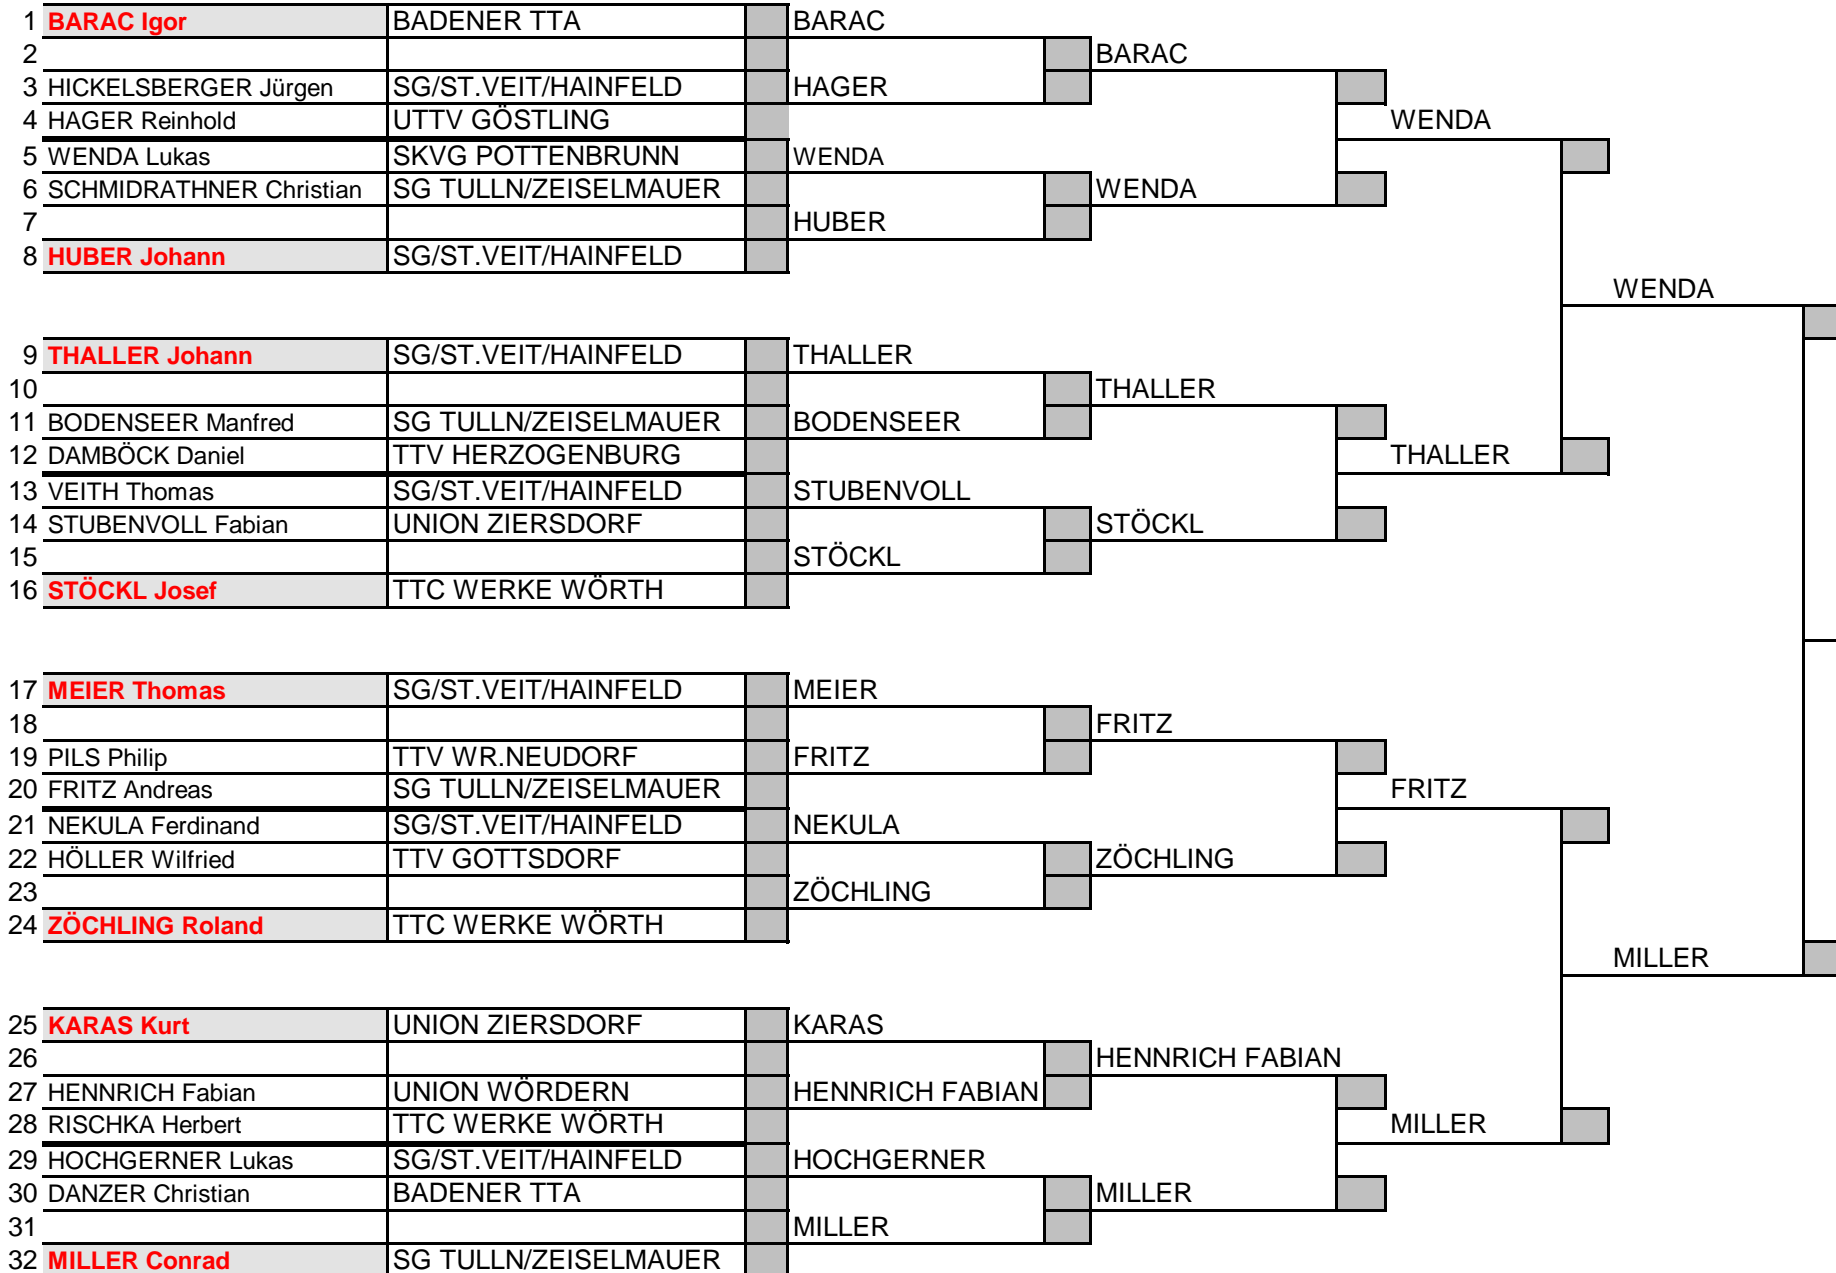 1 BARAC Igor BADENER TTA BARAC
2 BARAC
3 HICKELSBERGER Jürgen SG/ST.VEIT/HAINFELD HAGER
4 HAGER Reinhold UTTV GÖSTLING WENDA
5 WENDA Lukas SKVG POTTENBRUNN WENDA
6 SCHMIDRATHNER Christian SG TULLN/ZEISELMAUER WENDA
7 HUBER
8 HUBER Johann SG/ST.VEIT/HAINFELD
WENDA
9 THALLER Johann SG/ST.VEIT/HAINFELD THALLER
10 THALLER
11 BODENSEER Manfred SG TULLN/ZEISELMAUER BODENSEER
12 DAMBÖCK Daniel TTV HERZOGENBURG THALLER
13 VEITH Thomas SG/ST.VEIT/HAINFELD STUBENVOLL
14 STUBENVOLL Fabian UNION ZIERSDORF STÖCKL
15 STÖCKL
16 STÖCKL Josef TTC WERKE WÖRTH
17 MEIER Thomas SG/ST.VEIT/HAINFELD MEIER
18 FRITZ
19 PILS Philip TTV WR.NEUDORF FRITZ
20 FRITZ Andreas SG TULLN/ZEISELMAUER FRITZ
21 NEKULA Ferdinand SG/ST.VEIT/HAINFELD NEKULA
22 HÖLLER Wilfried TTV GOTTSDORF ZÖCHLING
23 ZÖCHLING
24 ZÖCHLING Roland TTC WERKE WÖRTH
MILLER
25 KARAS Kurt UNION ZIERSDORF KARAS
26 HENNRICH FABIAN
27 HENNRICH Fabian UNION WÖRDERN HENNRICH FABIAN
28 RISCHKA Herbert TTC WERKE WÖRTH MILLER
29 HOCHGERNER Lukas SG/ST.VEIT/HAINFELD HOCHGERNER
30 DANZER Christian BADENER TTA MILLER
31 MILLER
32 MILLER Conrad SG TULLN/ZEISELMAUER